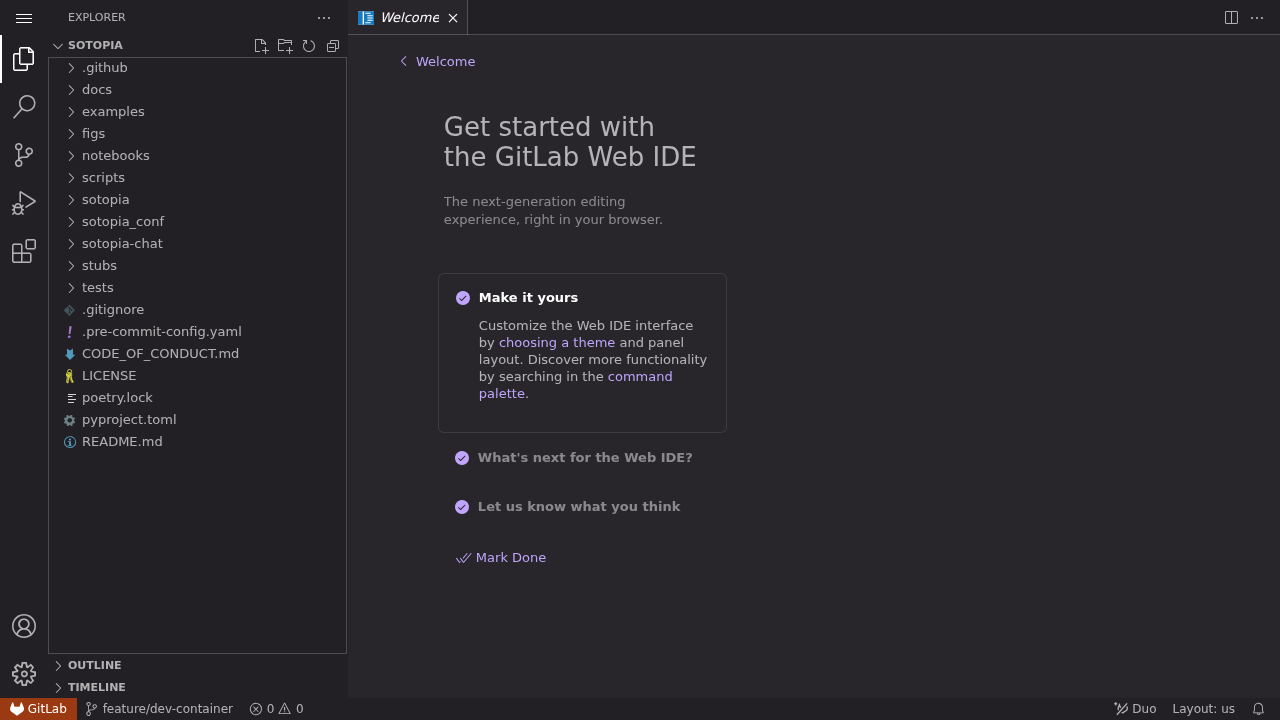 EXPLORER
SOTOPIA
.github
docs
examples
figs
notebooks
scripts
sotopia
sotopia_conf
sotopia-chat
stubs
tests
.gitignore
.pre-commit-config.yaml
CODE_OF_CONDUCT.md
LICENSE
poetry.lock
pyproject.toml
README.md
OUTLINE
TIMELINE
Welcome
Welcome
Get started with
the GitLab Web IDE
The next-generation editing
experience, right in your browser.
Make it yours
Customize the Web IDE interface
by choosing a theme and panel
layout. Discover more functionality
by searching in the command
palette.
What's next for the Web IDE?
Let us know what you think
Mark Done
GitLab feature/dev-container 0 0 Duo Layout: us